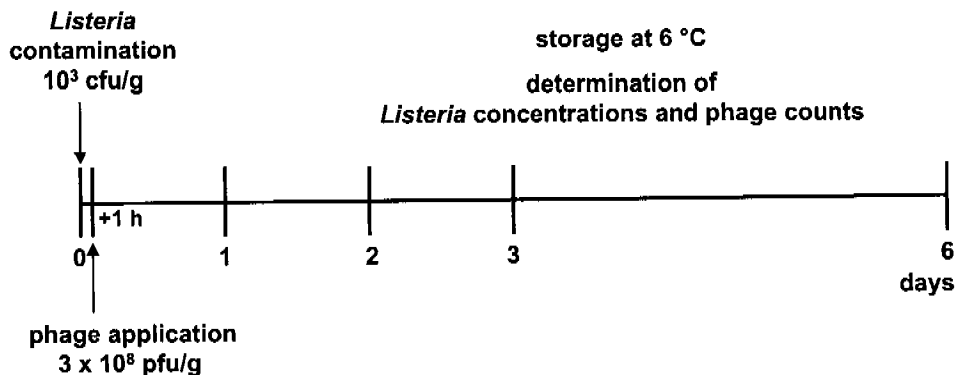 Listeria
contamination
10³ cfu/g
storage at 6 °C
determination of
Listeria concentrations and phage counts
+1 h
0
1
2
3
6
days
phage application
3 x 10⁸ pfu/g